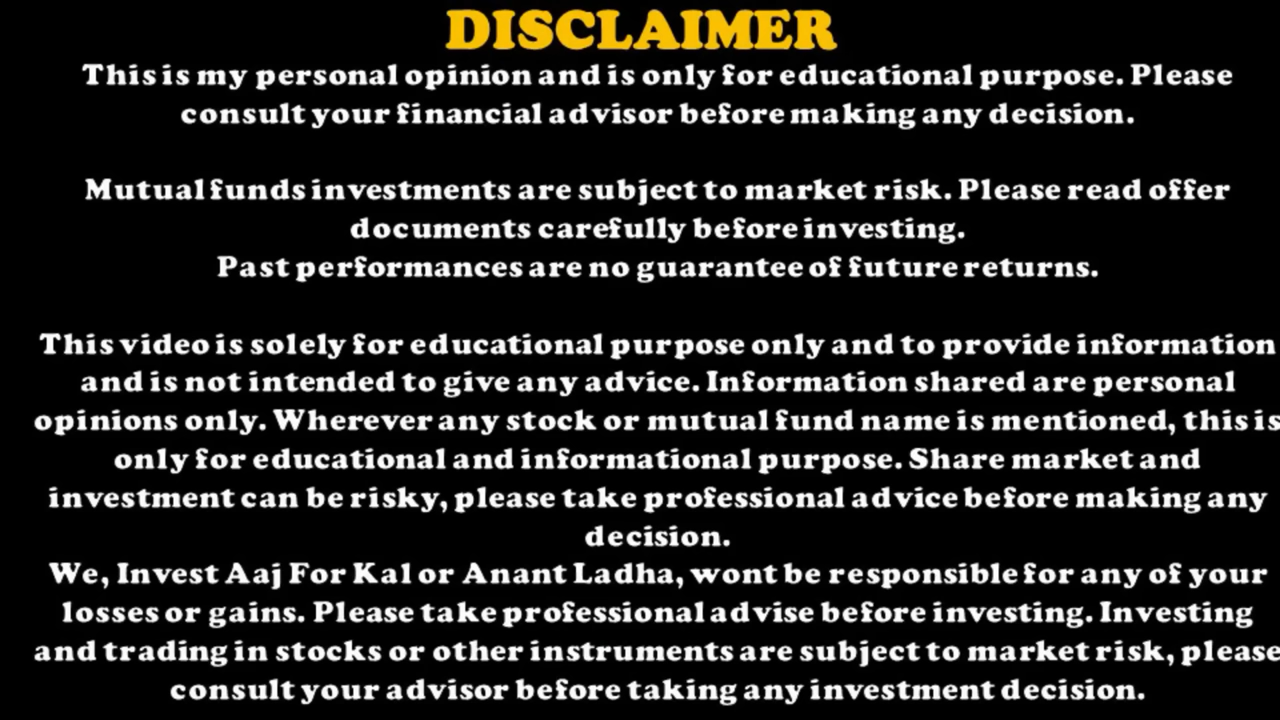 DISCLAIMER
This is my personal opinion and is only for educational purpose. Please
consult your financial advisor before making any decision.
Mutual funds investments are subject to market risk. Please read offer
documents carefully before investing.
Past performances are no guarantee of future returns.
This video is solely for educational purpose only and to provide information
and is not intended to give any advice. Information shared are personal
opinions only. Wherever any stock or mutual fund name is mentioned, this is
only for educational and informational purpose. Share market and
investment can be risky, please take professional advice before making any
decision.
We, Invest Aaj For Kal or Anant Ladha, wont be responsible for any of your
losses or gains. Please take professional advise before investing. Investing
and trading in stocks or other instruments are subject to market risk, please
consult your advisor before taking any investment decision.